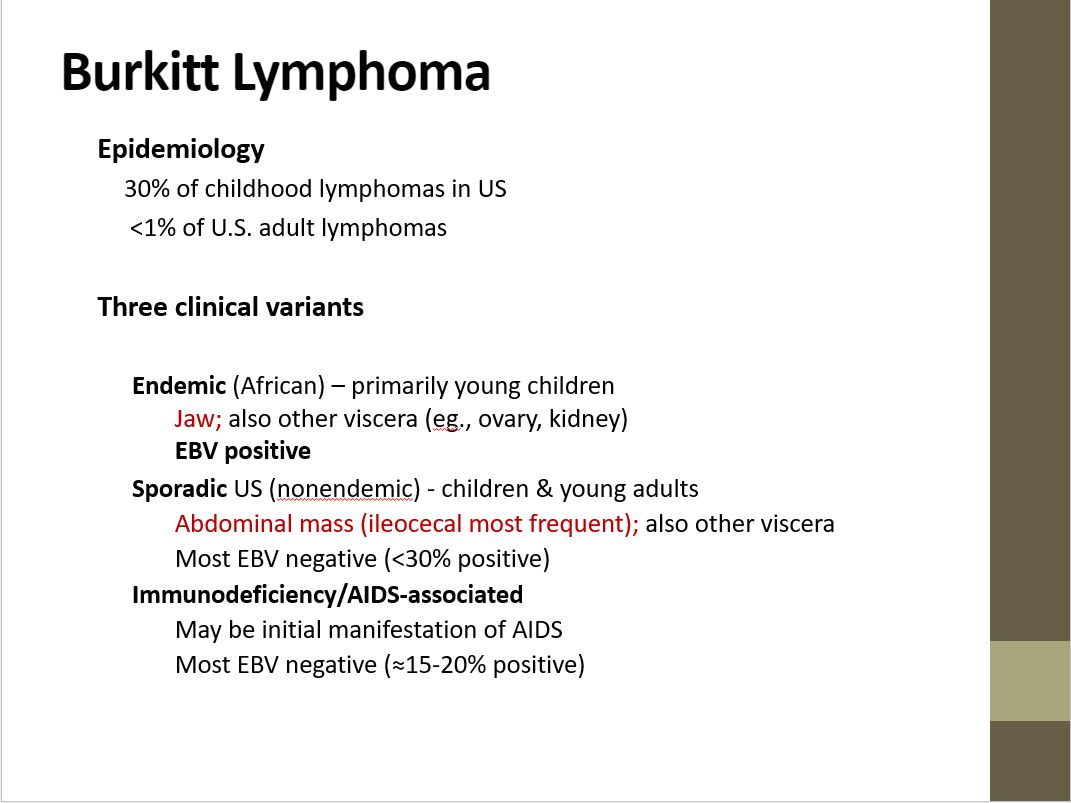 Burkitt Lymphoma
Epidemiology
30% of childhood lymphomas in US
<1% of U.S. adult lymphomas
Three clinical variants
Endemic (African) – primarily young children
Jaw; also other viscera (eg., ovary, kidney)
EBV positive
Sporadic US (nonendemic) - children & young adults
Abdominal mass (ileocecal most frequent); also other viscera
Most EBV negative (<30% positive)
Immunodeficiency/AIDS-associated
May be initial manifestation of AIDS
Most EBV negative (≈15-20% positive)